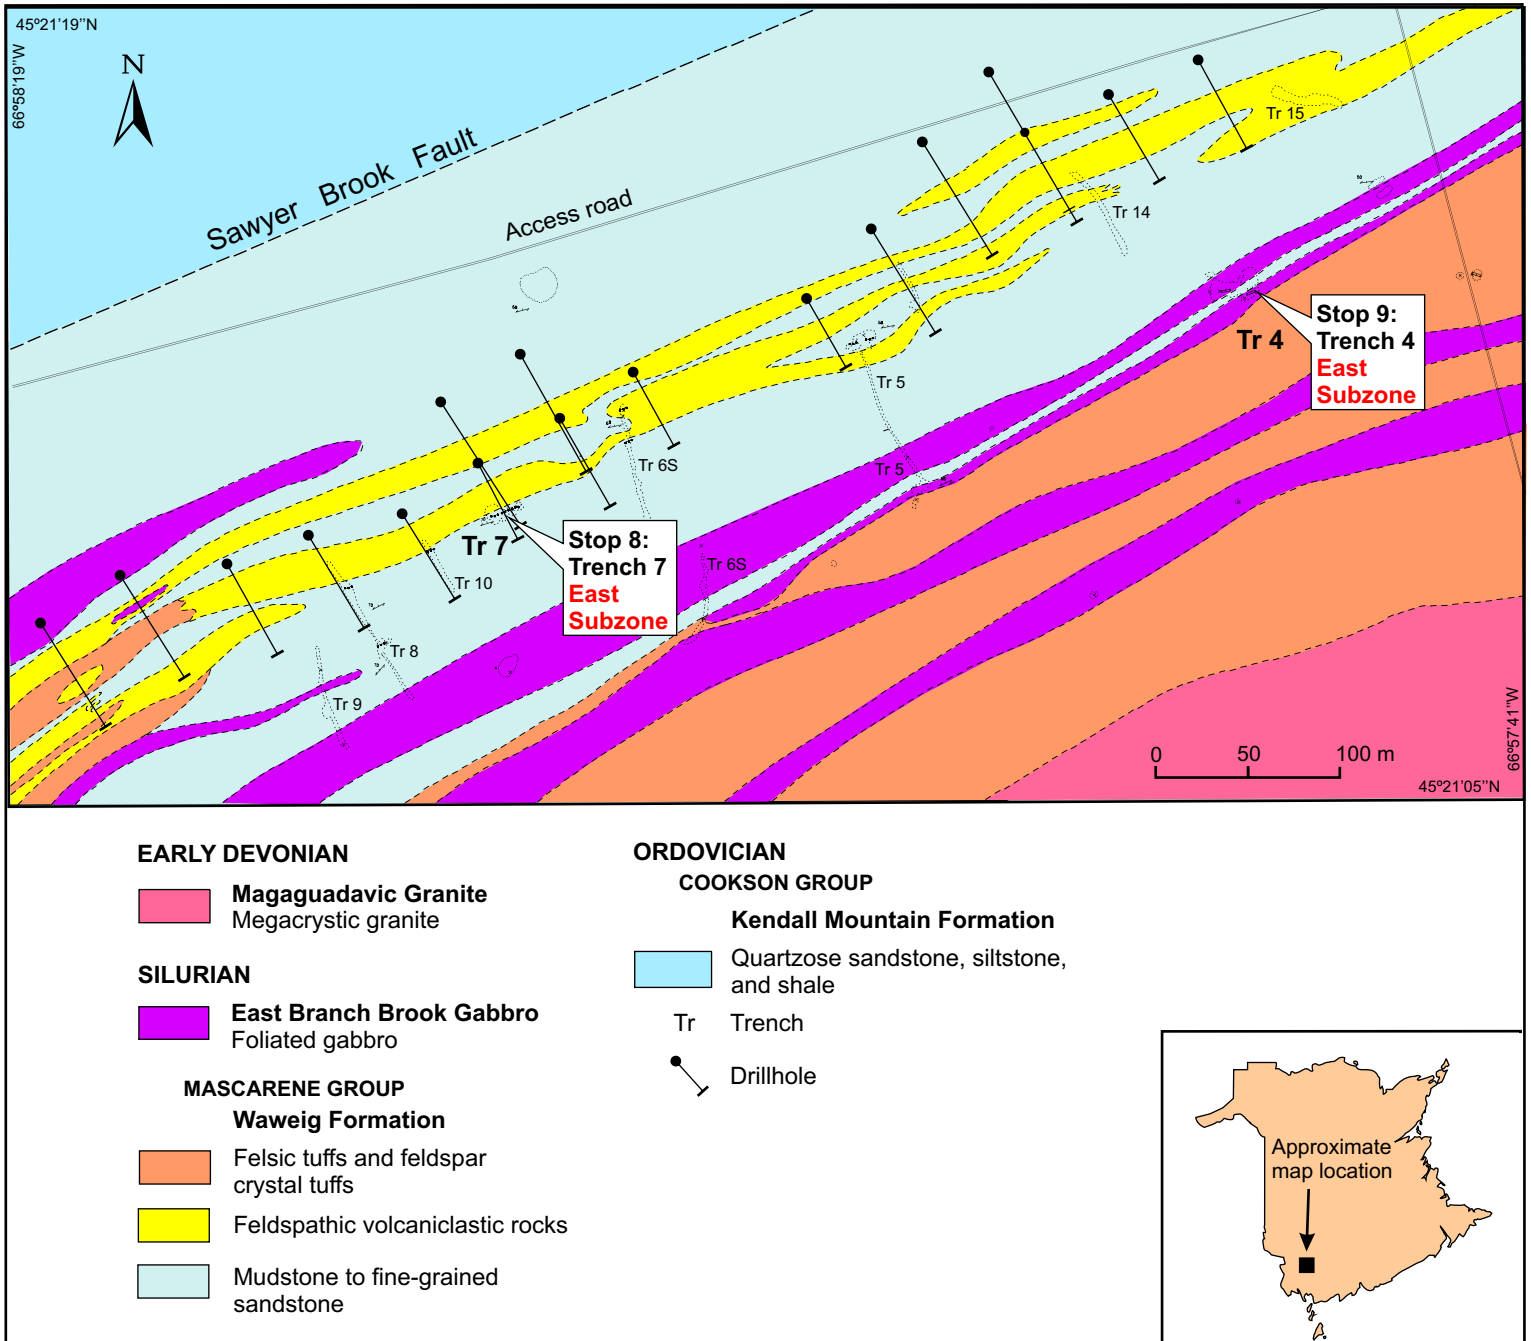 45º21'19"N
66º58'19"W
N
Sawyer Brook Fault
Access road
Tr 15
Tr 14
Stop 9:
Trench 4
East
Subzone
Tr 4
Tr 5
Tr 5
Tr 6S
Tr 6S
Stop 8:
Trench 7
East
Subzone
Tr 7
Tr 10
Tr 8
Tr 9
0 50 100 m
66º57'41"W
45º21'05"N
EARLY DEVONIAN
Magaguadavic Granite
Megacrystic granite
SILURIAN
East Branch Brook Gabbro
Foliated gabbro
MASCARENE GROUP
Waweig Formation
Felsic tuffs and feldspar
crystal tuffs
Feldspathic volcaniclastic rocks
Mudstone to fine-grained
sandstone
ORDOVICIAN
COOKSON GROUP
Kendall Mountain Formation
Quartzose sandstone, siltstone,
and shale
Tr Trench
Drillhole
Approximate
map location